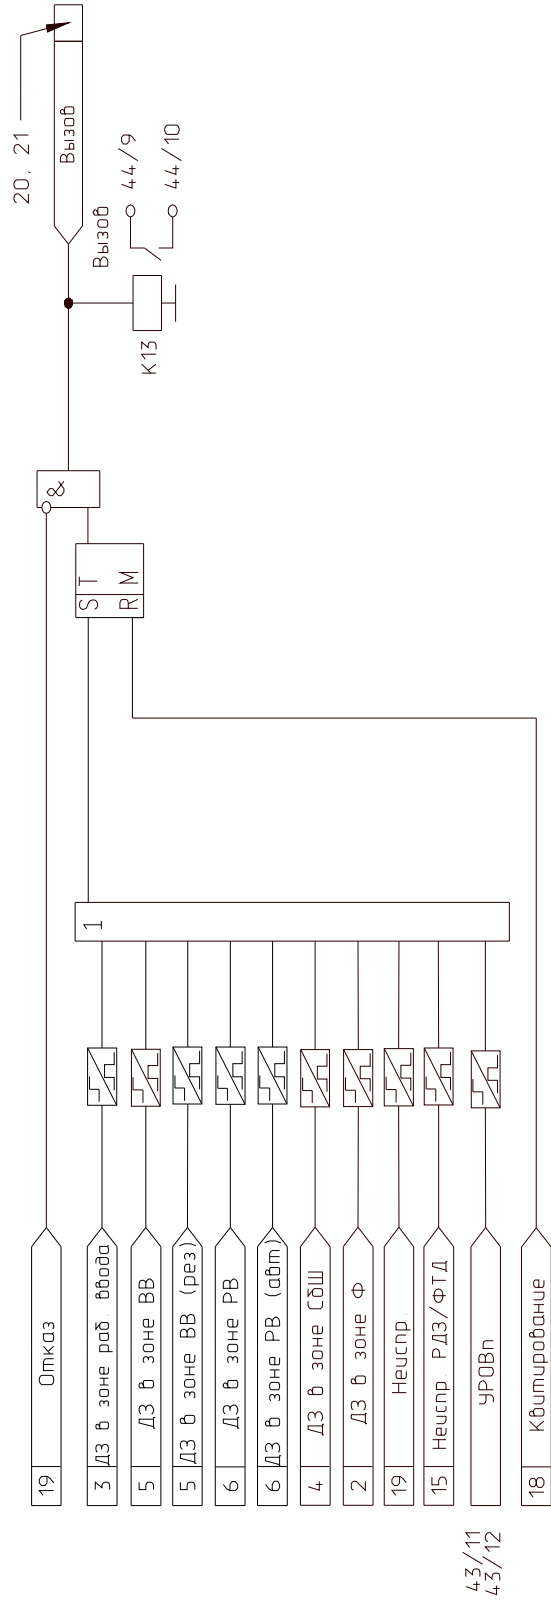 19 Отказ
3 ДЗ в зоне раб. ввода
5 ДЗ в зоне ВВ
5 ДЗ в зоне ВВ (рез)
6 ДЗ в зоне РВ
6 ДЗ в зоне РВ (авт)
4 ДЗ в зоне СбШ
2 ДЗ в зоне Ф
19 Неиспр.
15 Неиспр. РДЗ/ФТД
43/11
43/12
УРОВп
18 Квитирование
1
S T
R M
&
К13
Вызов
44/9
44/10
Вызов
20, 21